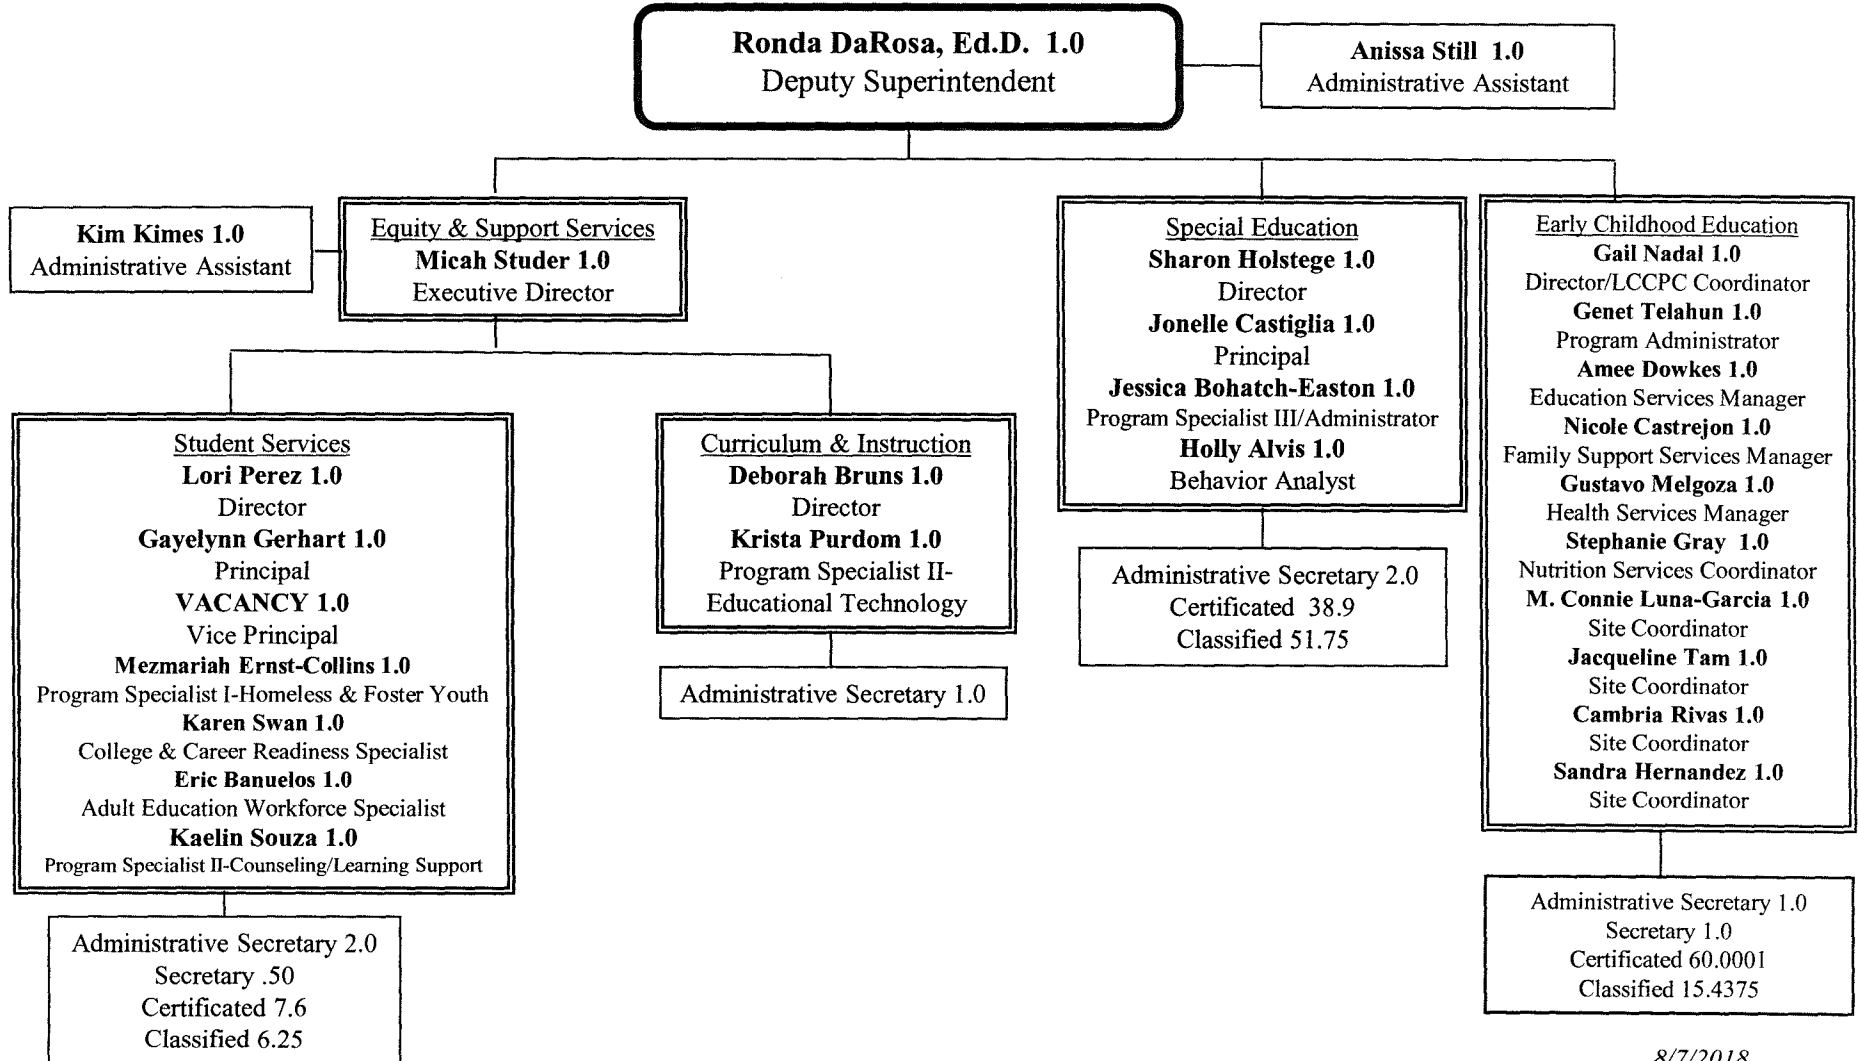 Ronda DaRosa, Ed.D. 1.0
Deputy Superintendent
Anissa Still 1.0
Administrative Assistant
Kim Kimes 1.0
Administrative Assistant
Equity & Support Services
Micah Studer 1.0
Executive Director
Student Services
Lori Perez 1.0
Director
Gayelynn Gerhart 1.0
Principal
VACANCY 1.0
Vice Principal
Mezmariah Ernst-Collins 1.0
Program Specialist I-Homeless & Foster Youth
Karen Swan 1.0
College & Career Readiness Specialist
Eric Banuelos 1.0
Adult Education Workforce Specialist
Kaelin Souza 1.0
Program Specialist II-Counseling/Learning Support
Administrative Secretary 2.0
Secretary .50
Certificated 7.6
Classified 6.25
Curriculum & Instruction
Deborah Bruns 1.0
Director
Krista Purdom 1.0
Program Specialist II-
Educational Technology
Administrative Secretary 1.0
Special Education
Sharon Holstege 1.0
Director
Jonelle Castiglia 1.0
Principal
Jessica Bohatch-Easton 1.0
Program Specialist III/Administrator
Holly Alvis 1.0
Behavior Analyst
Administrative Secretary 2.0
Certificated 38.9
Classified 51.75
Early Childhood Education
Gail Nadal 1.0
Director/LCCPC Coordinator
Genet Telahun 1.0
Program Administrator
Amee Dowkes 1.0
Education Services Manager
Nicole Castrejon 1.0
Family Support Services Manager
Gustavo Melgoza 1.0
Health Services Manager
Stephanie Gray 1.0
Nutrition Services Coordinator
M. Connie Luna-Garcia 1.0
Site Coordinator
Jacqueline Tam 1.0
Site Coordinator
Cambria Rivas 1.0
Site Coordinator
Sandra Hernandez 1.0
Site Coordinator
Administrative Secretary 1.0
Secretary 1.0
Certificated 60.0001
Classified 15.4375
8/7/2018